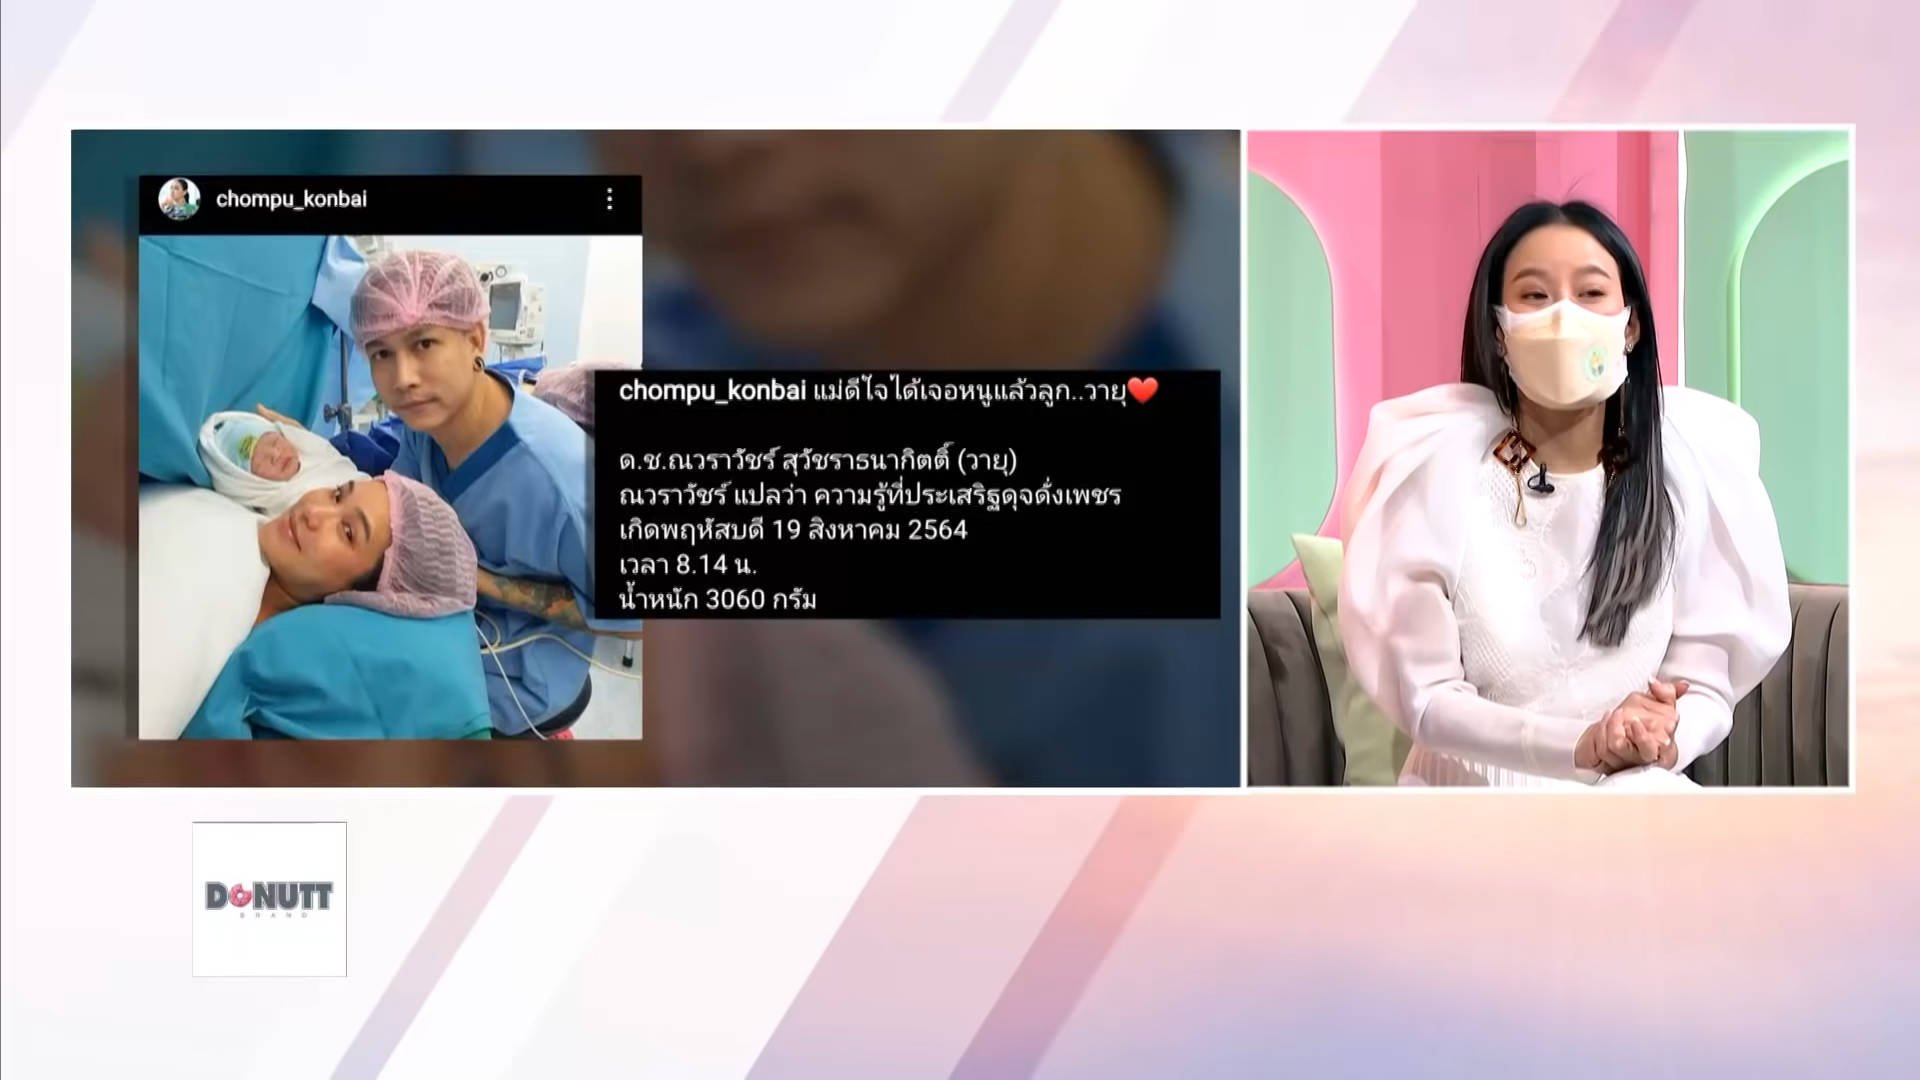 chompu_konbai
chompu_konbai แม่ดีใจได้เจอหนูแล้วลูก..วายุ❤️
ด.ช.ณวราวัชร์ สุวัชราธนากิตติ์ (วายุ)
ณวราวัชร์ แปลว่า ความรู้ที่ประเสริฐดุจดั่งเพชร
เกิดพฤหัสบดี 19 สิงหาคม 2564
เวลา 8.14 น.
น้ำหนัก 3060 กรัม
DONUTT
BRAND